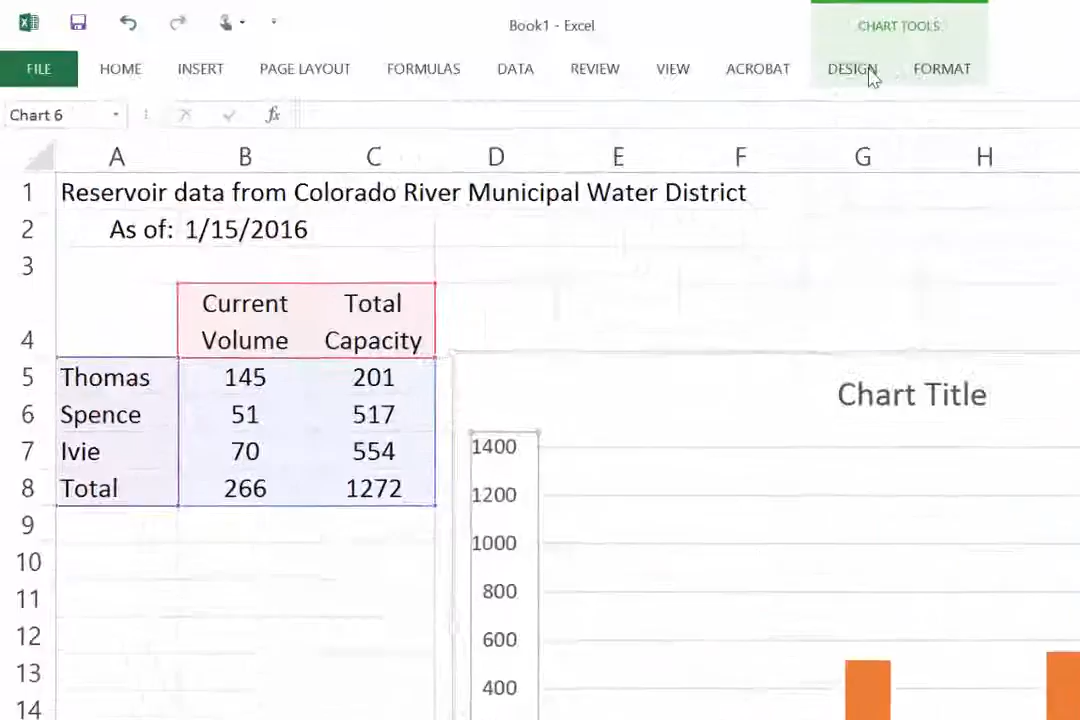 Book1 - Excel
CHART TOOLS
FILE HOME INSERT PAGE LAYOUT FORMULAS DATA REVIEW VIEW ACROBAT DESIGN FORMAT
Chart 6 fx
A B C D E F G H
1 Reservoir data from Colorado River Municipal Water District
2 As of: 1/15/2016
3
Current Total
4 Volume Capacity
5 Thomas 145 201
6 Spence 51 517
7 Ivie 70 554
8 Total 266 1272
9
10
11
12
13
14
Chart Title
1400
1200
1000
800
600
400